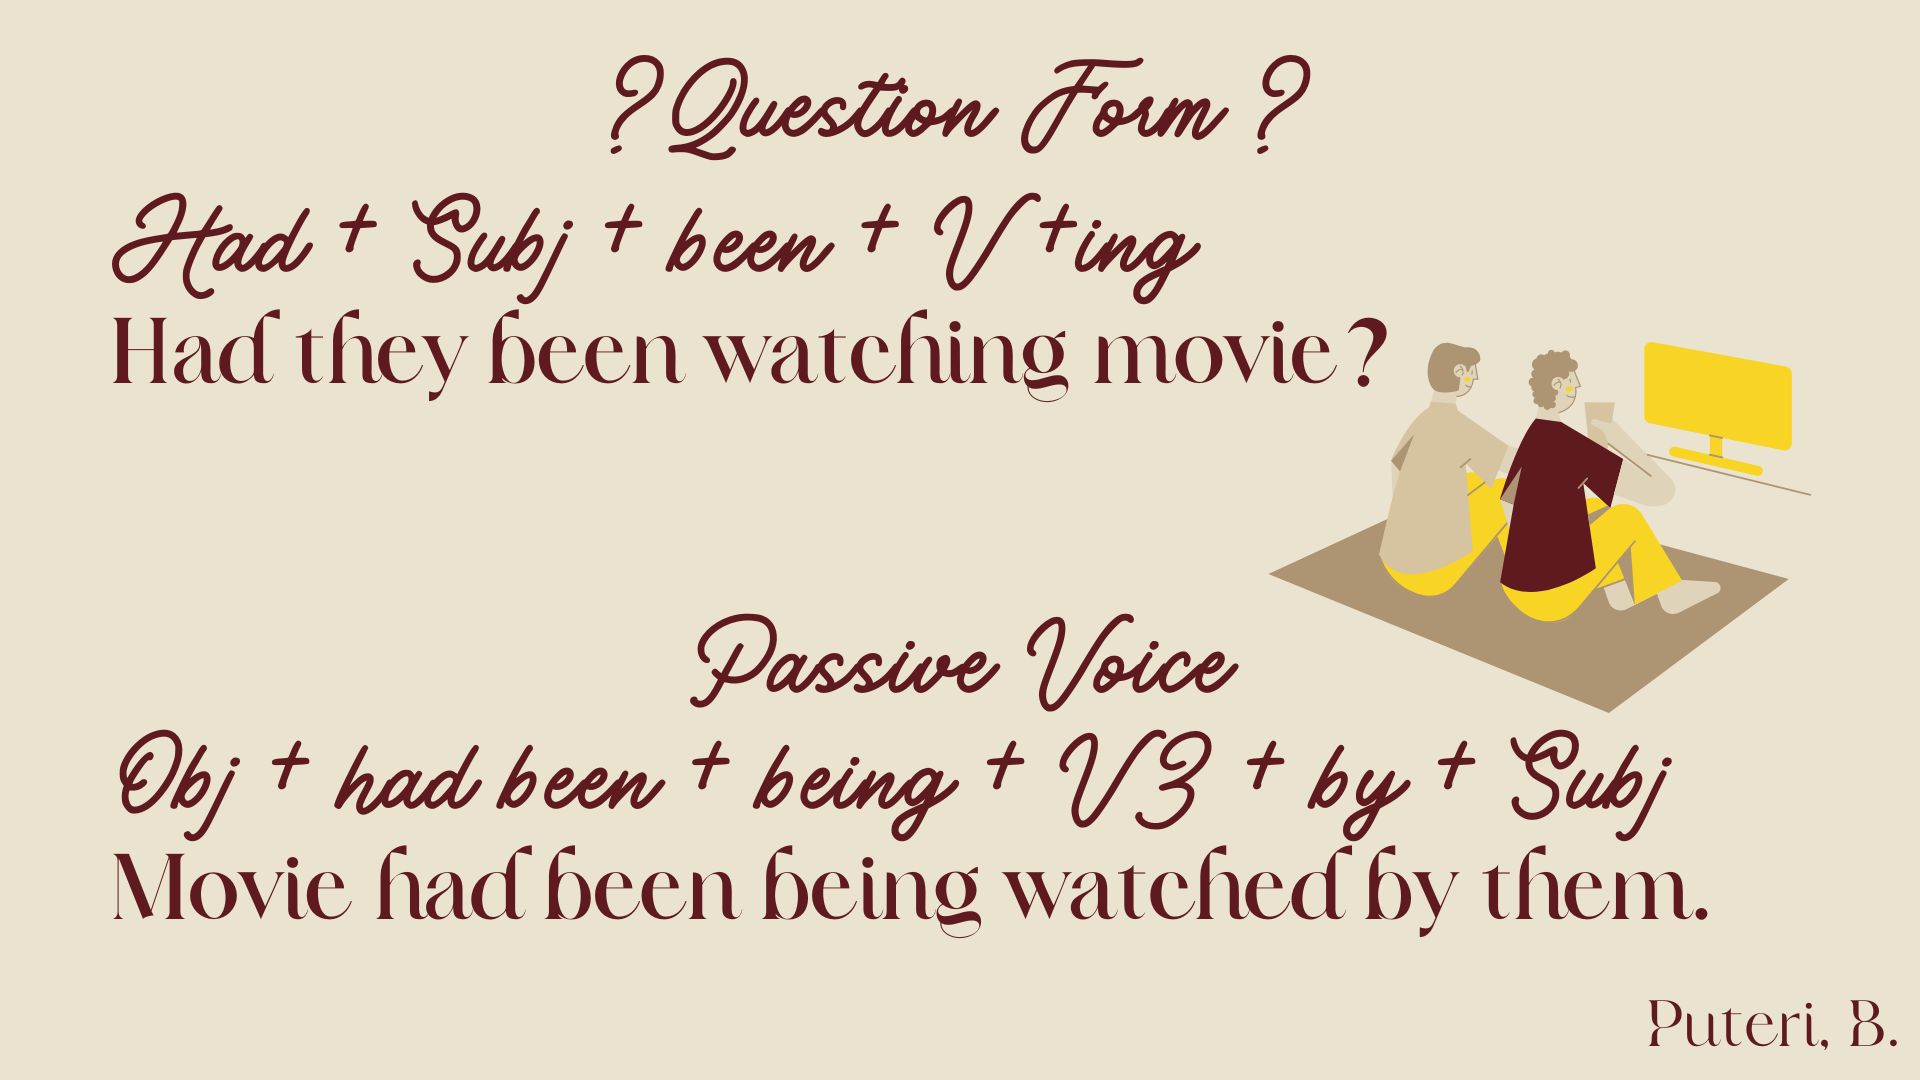 ? Question Form ?
Had + Subj + been + V +ing
Had they been watching movie?
Passive Voice
Obj + had been + being + V3 + by + Subj
Movie had been being watched by them.
Puteri, B.